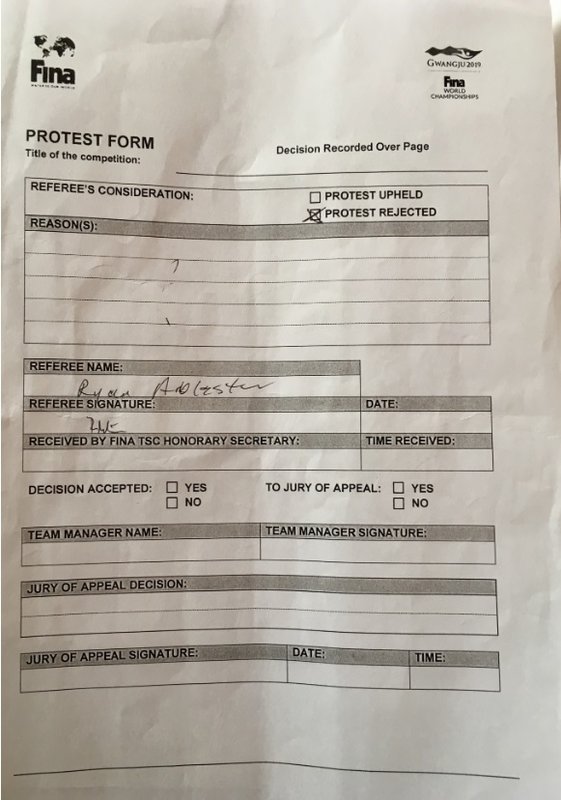 FINA
GWANGJU 2019
FINA
WORLD
CHAMPIONSHIPS
PROTEST FORM
Decision Recorded Over Page
Title of the competition:
REFEREE'S CONSIDERATION:
PROTEST UPHELD
PROTEST REJECTED
REASON(S):
REFEREE NAME:
Ryan
REFEREE SIGNATURE: DATE:
RECEIVED BY FINA TSC HONORARY SECRETARY: TIME RECEIVED:
DECISION ACCEPTED: YES TO JURY OF APPEAL: YES
NO NO
TEAM MANAGER NAME: TEAM MANAGER SIGNATURE:
JURY OF APPEAL DECISION:
JURY OF APPEAL SIGNATURE: DATE: TIME: